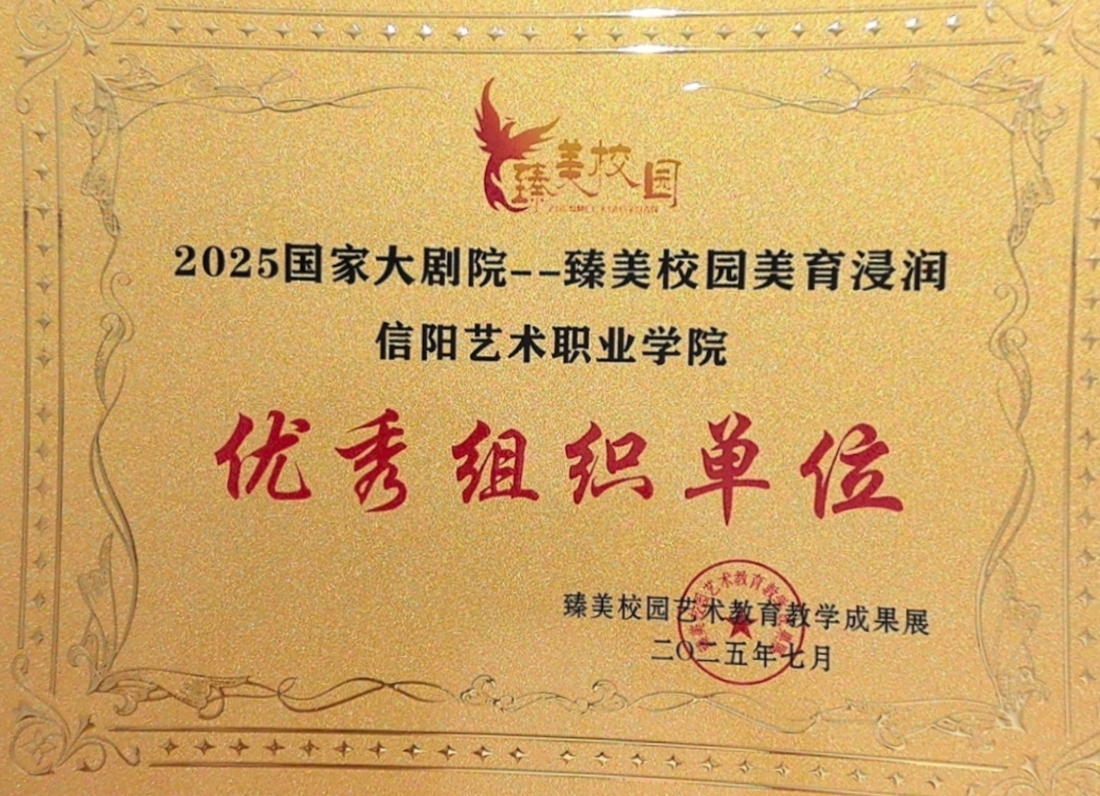 臻美校园
ZHENMEI XIAOYUAN
2025国家大剧院--臻美校园美育浸润
信阳艺术职业学院
优秀组织单位
臻美校园艺术教育教学成果展
二〇二五年七月